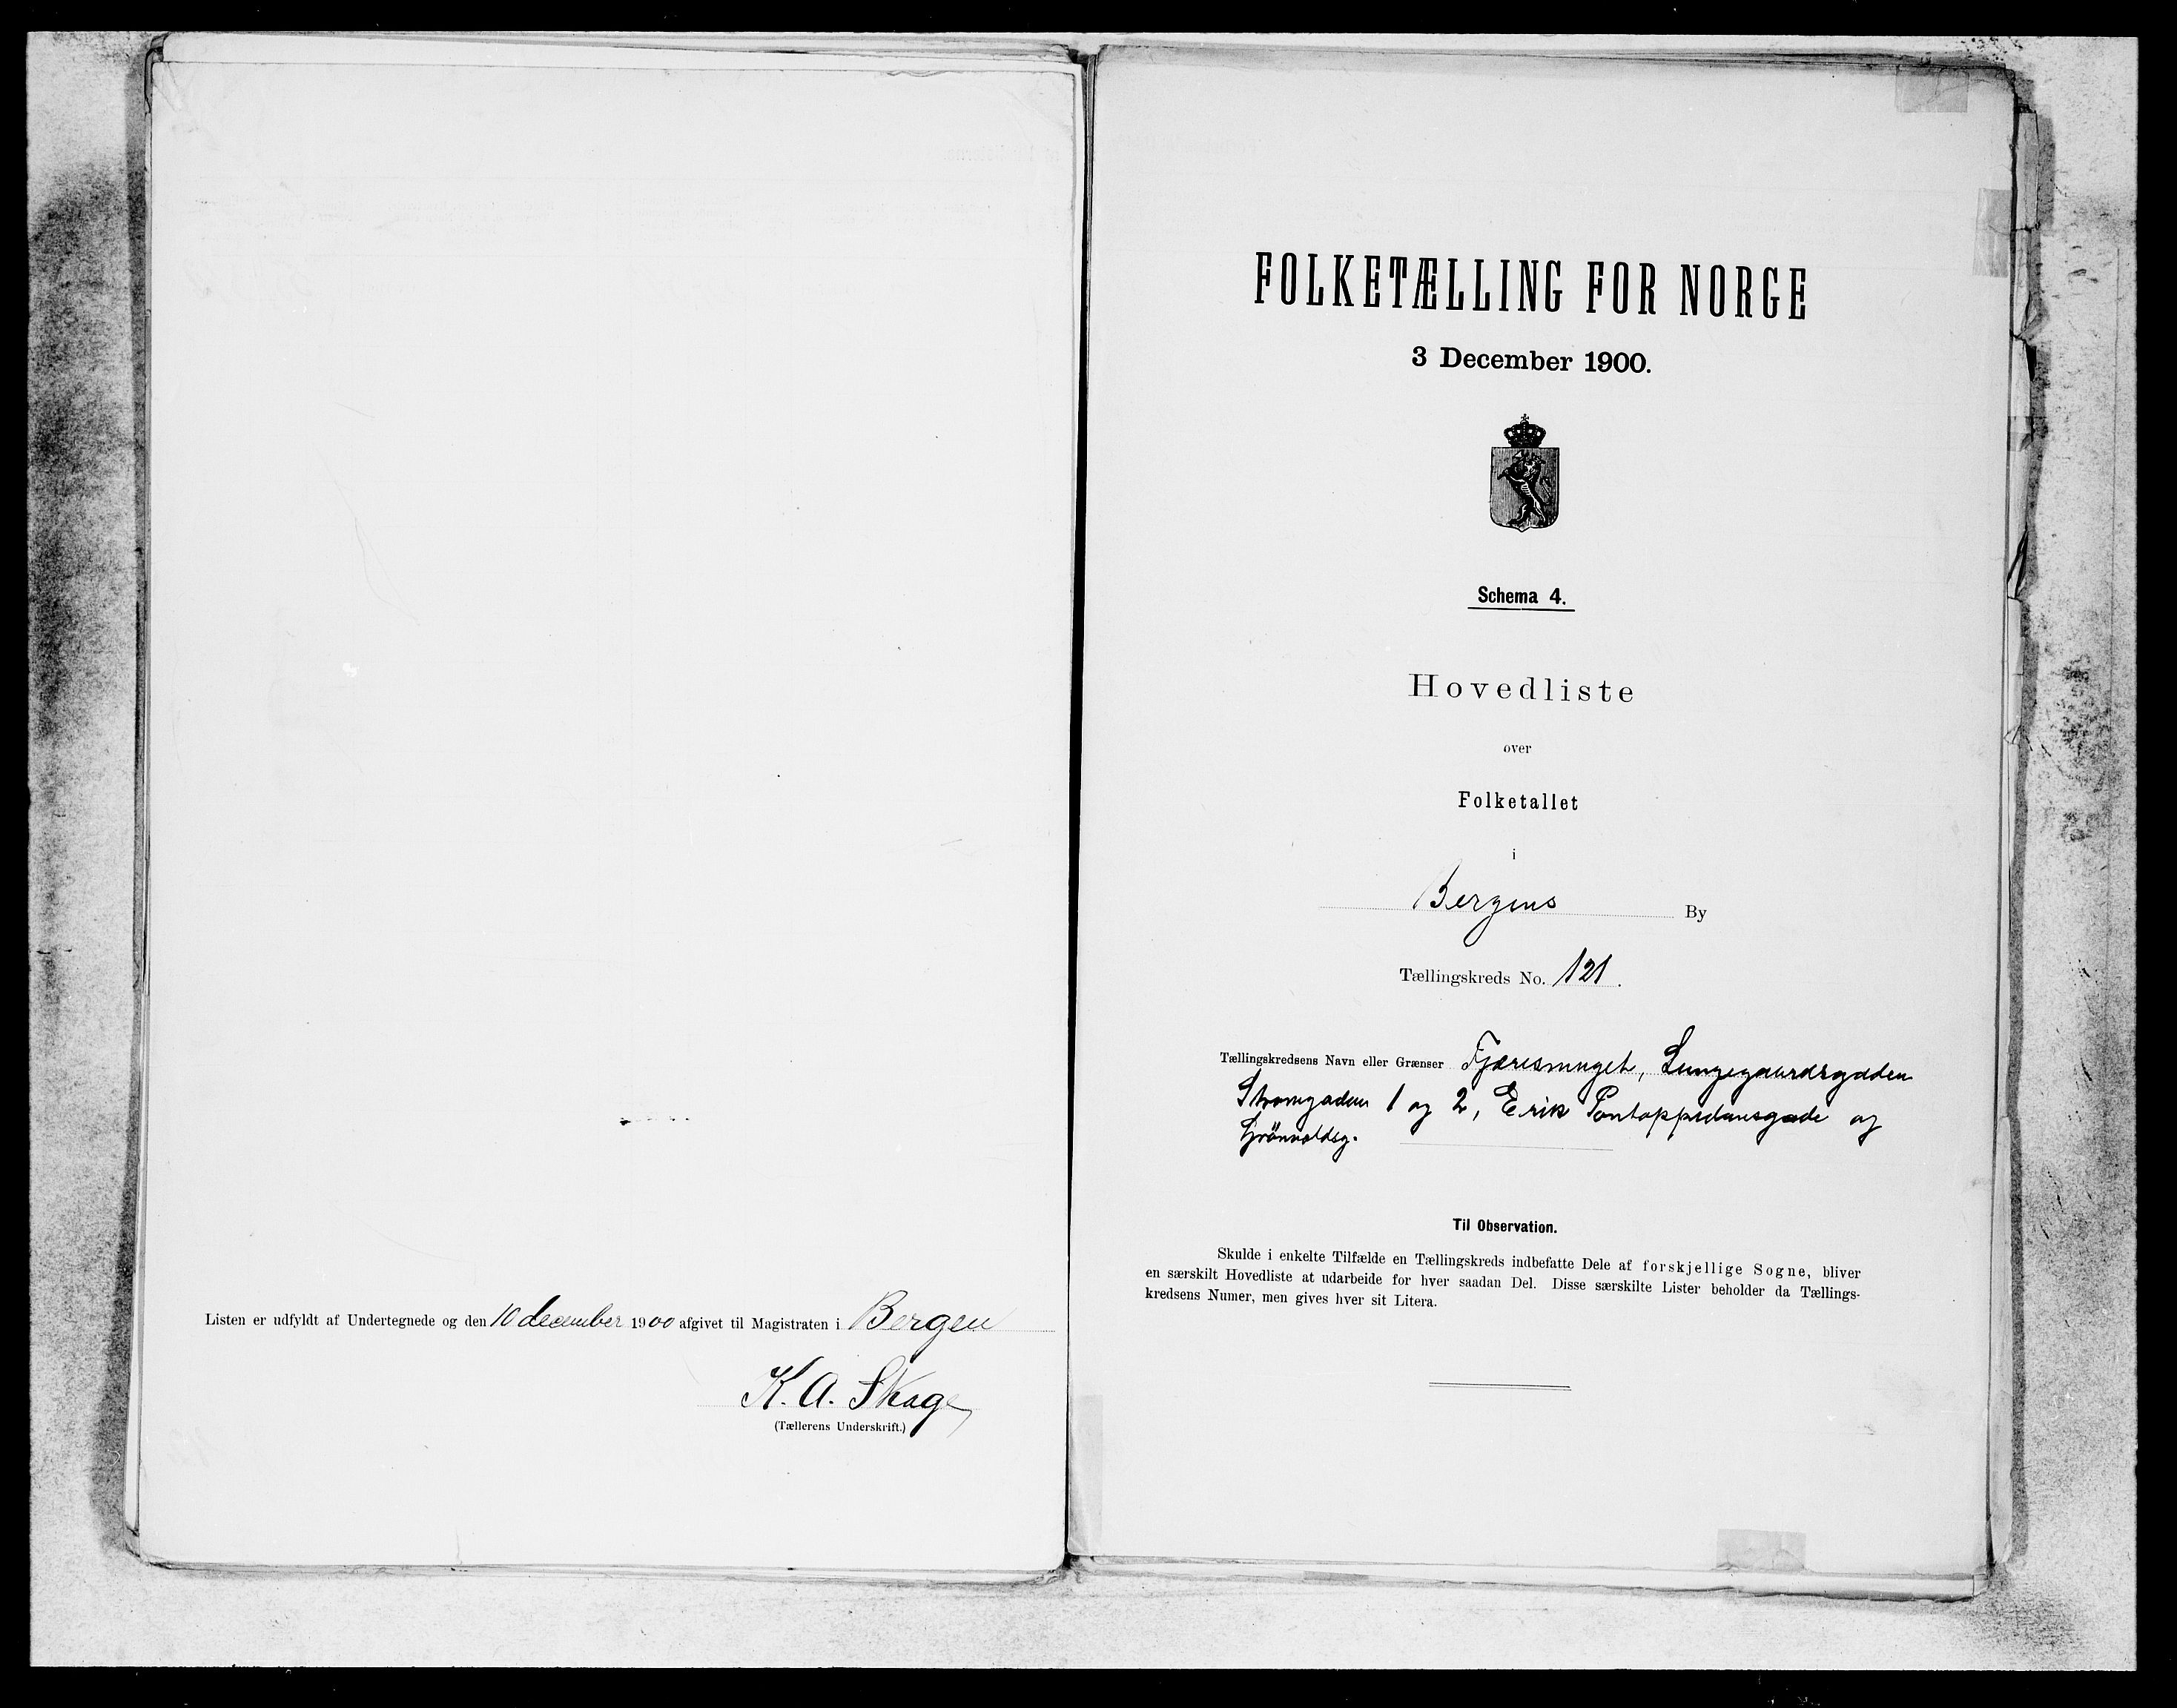 Listen er udfyldt af Undertegnede og den 10 december 1900 afgivet til Magistraten i Bergen
K. A. Skage
(Tællerens Underskrift.)
FOLKETÆLLING FOR NORGE
3 December 1900.
Schema 4.
Hovedliste
over
Folketallet
i
Bergens By
Tællingskreds No. 121.
Tællingskredsens Navn eller Grænser Fjæresmuget, Lungegaardsgaden
Strømgaden 1 og 2, Erik Pontoppidansgade og
Grönvoldsg.
Til Observation.
Skulde i enkelte Tilfælde en Tællingskreds indbefatte Dele af forskjellige Sogne, bliver
en særskilt Hovedliste at udarbeide for hver saadan Del. Disse særskilte Lister beholder da Tællings-
kredsens Numer, men gives hver sit Litera.